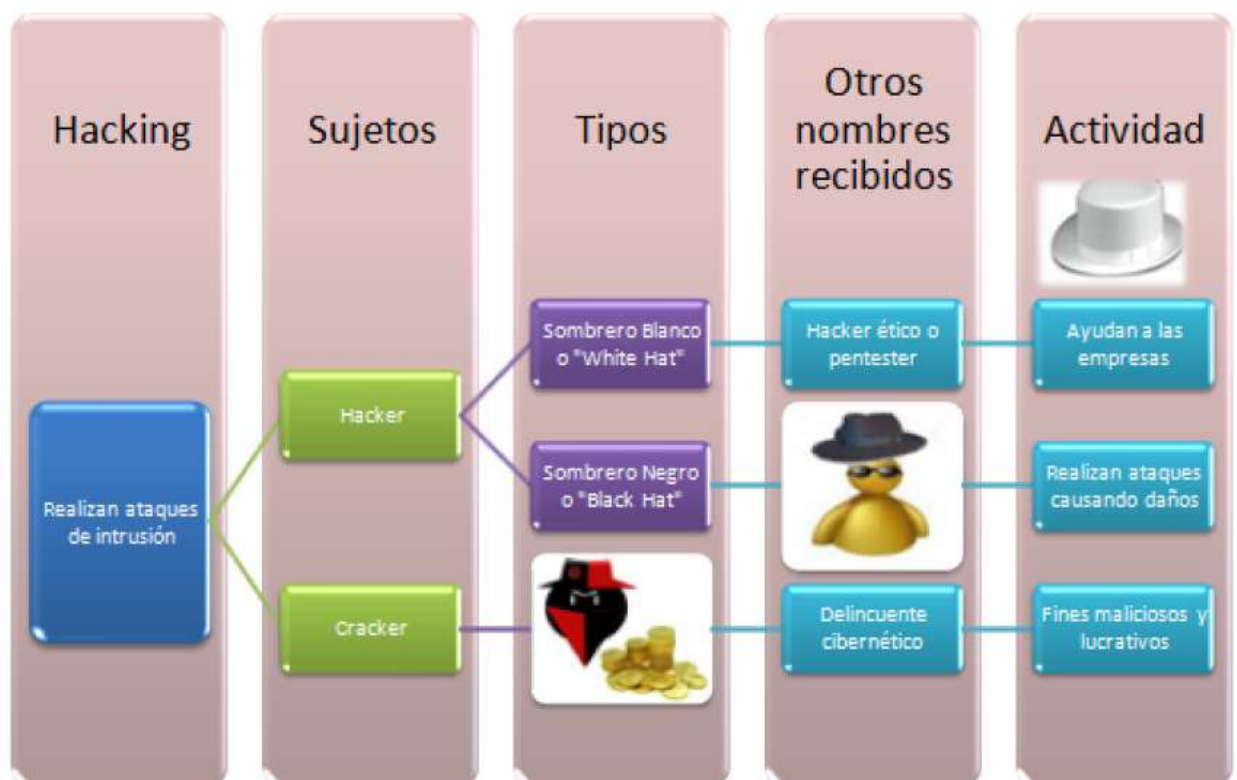 Hacking
Sujetos
Tipos
Otros
nombres
recibidos
Actividad
Realizan ataques
de intrusión
Hacker
Cracker
Sombrero Blanco
o "White Hat"
Sombrero Negro
o "Black Hat"
Hacker ético o
pentester
Delincuente
cibernético
Ayudan a las
empresas
Realizan ataques
causando daños
Fines maliciosos y
lucrativos